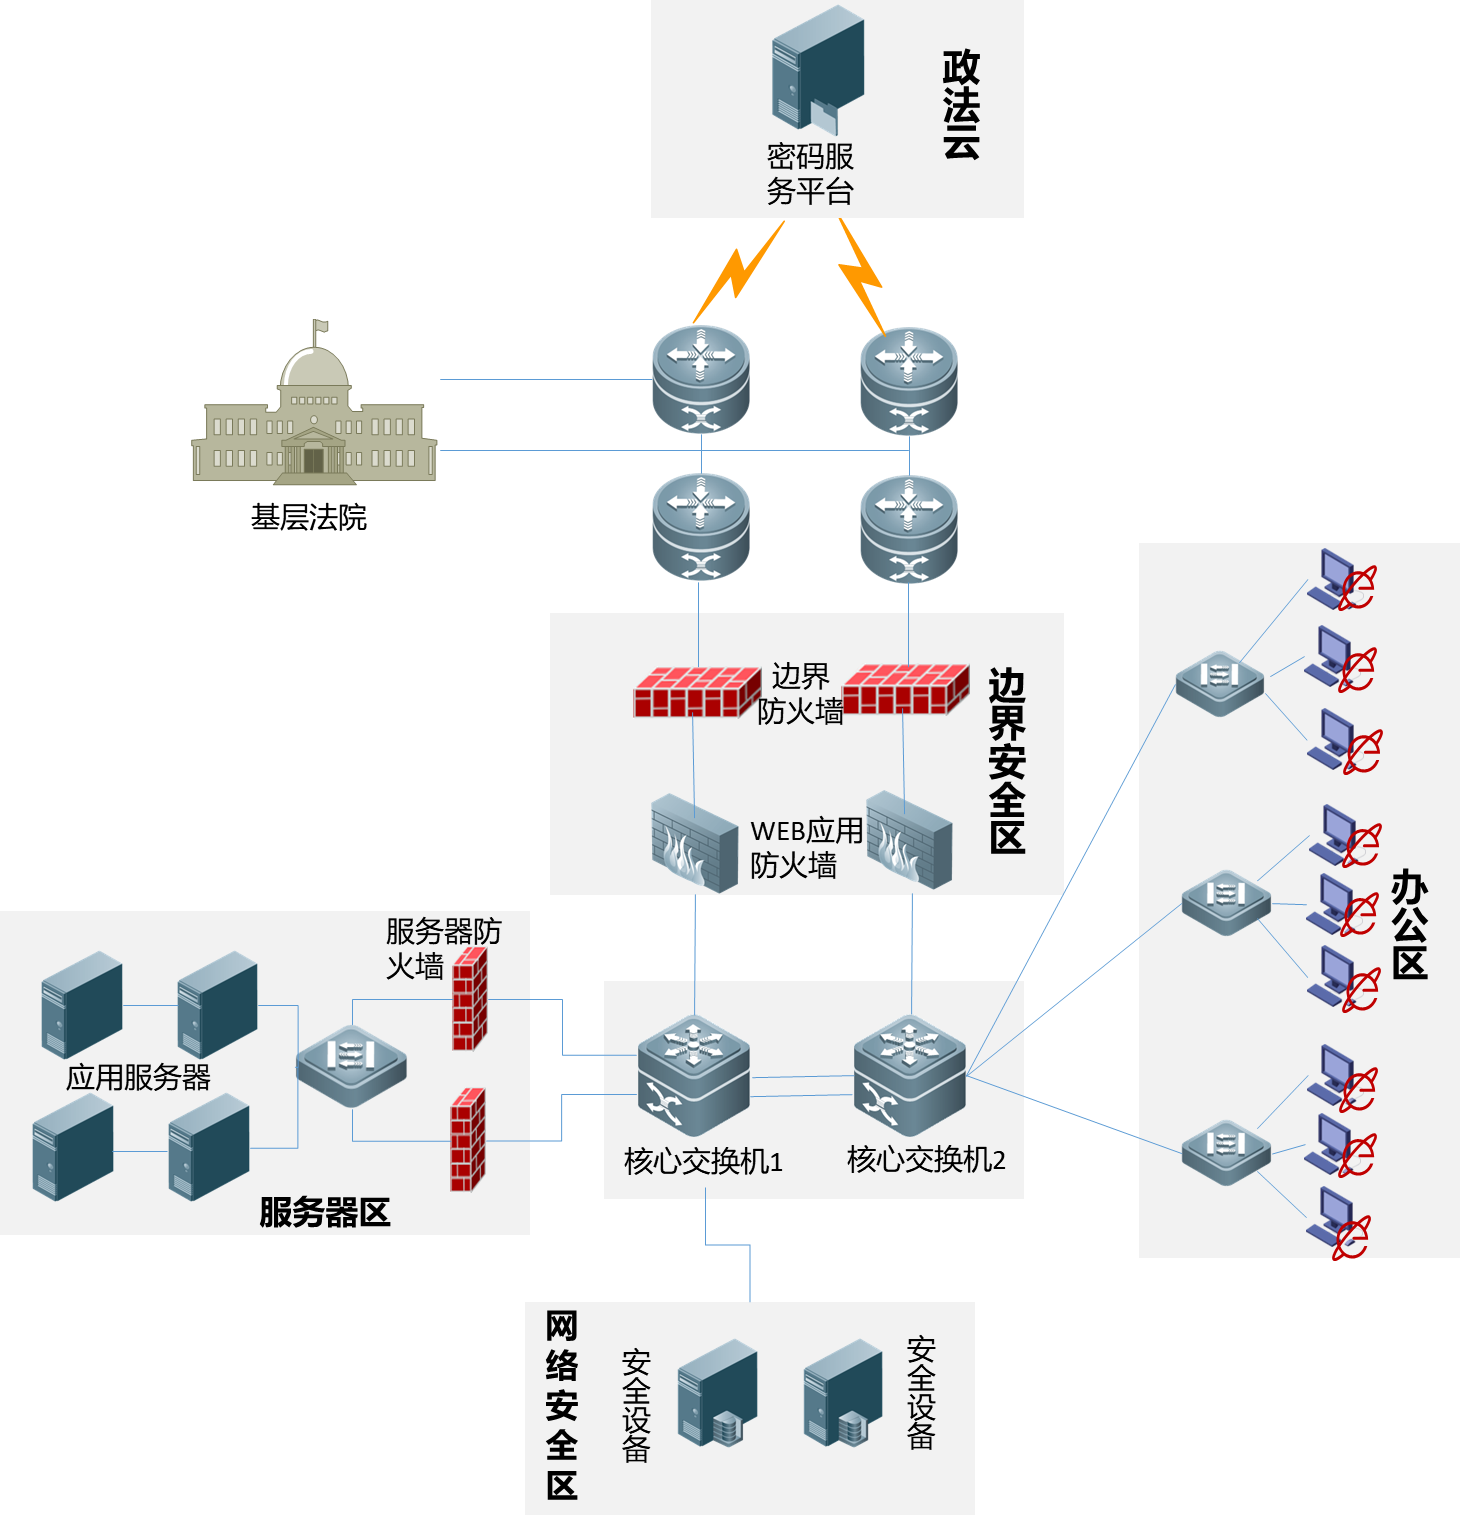 政法云
密码服
务平台
基层法院
边界
防火墙
边界安全区
WEB应用
防火墙
办公区
服务器防
火墙
应用服务器
服务器区
核心交换机1
核心交换机2
网络安全区
安全设备
安全设备